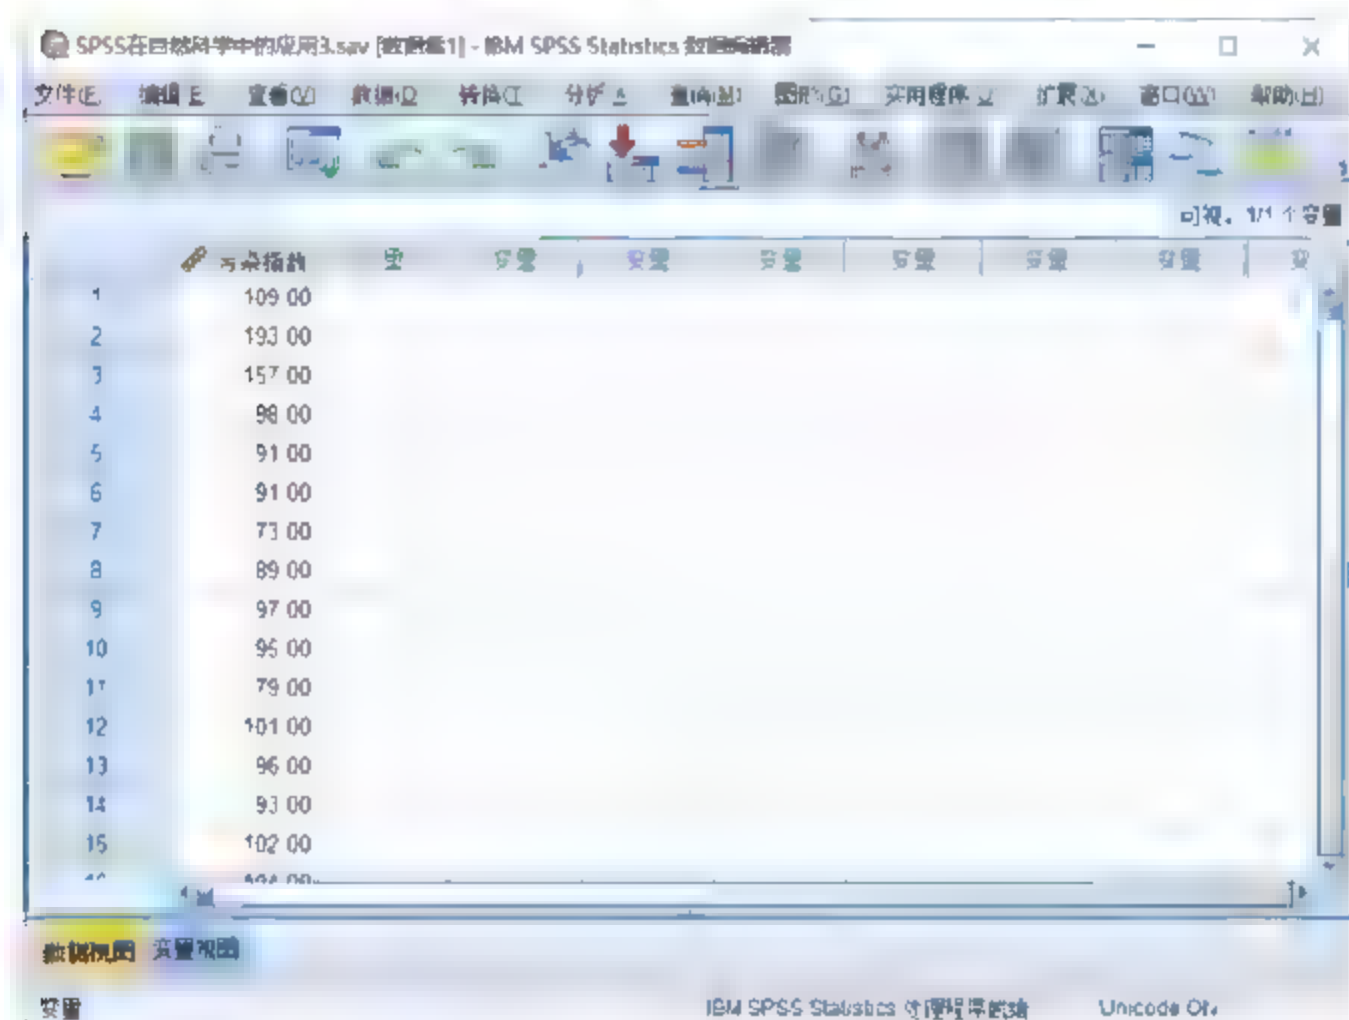 SPSS在自然科学中的应用3.sav [数据集1] - IBM SPSS Statistics 数据编辑器
文件(F) 编辑(E) 查看(V) 数据(D) 转换(T) 分析(A) 直销(M) 图形(G) 实用程序(U) 扩展(X) 窗口(W) 帮助(H)
可视: 1/1 个变量
污染指数 变量 变量 变量 变量 变量 变量
1 109.00
2 193.00
3 157.00
4 98.00
5 91.00
6 91.00
7 73.00
8 89.00
9 97.00
10 95.00
11 79.00
12 101.00
13 96.00
14 93.00
15 102.00
数据视图 变量视图
变量 IBM SPSS Statistics 处理程序就绪 Unicode:ON